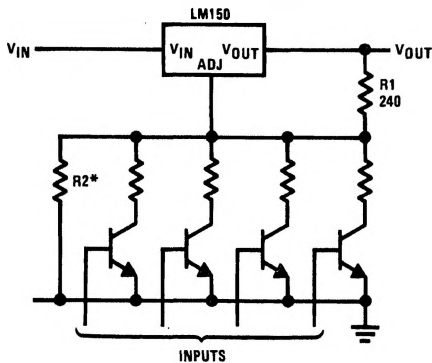 LM150
VIN
VIN
VOUT
ADJ
VOUT
R1
240
R2*
INPUTS